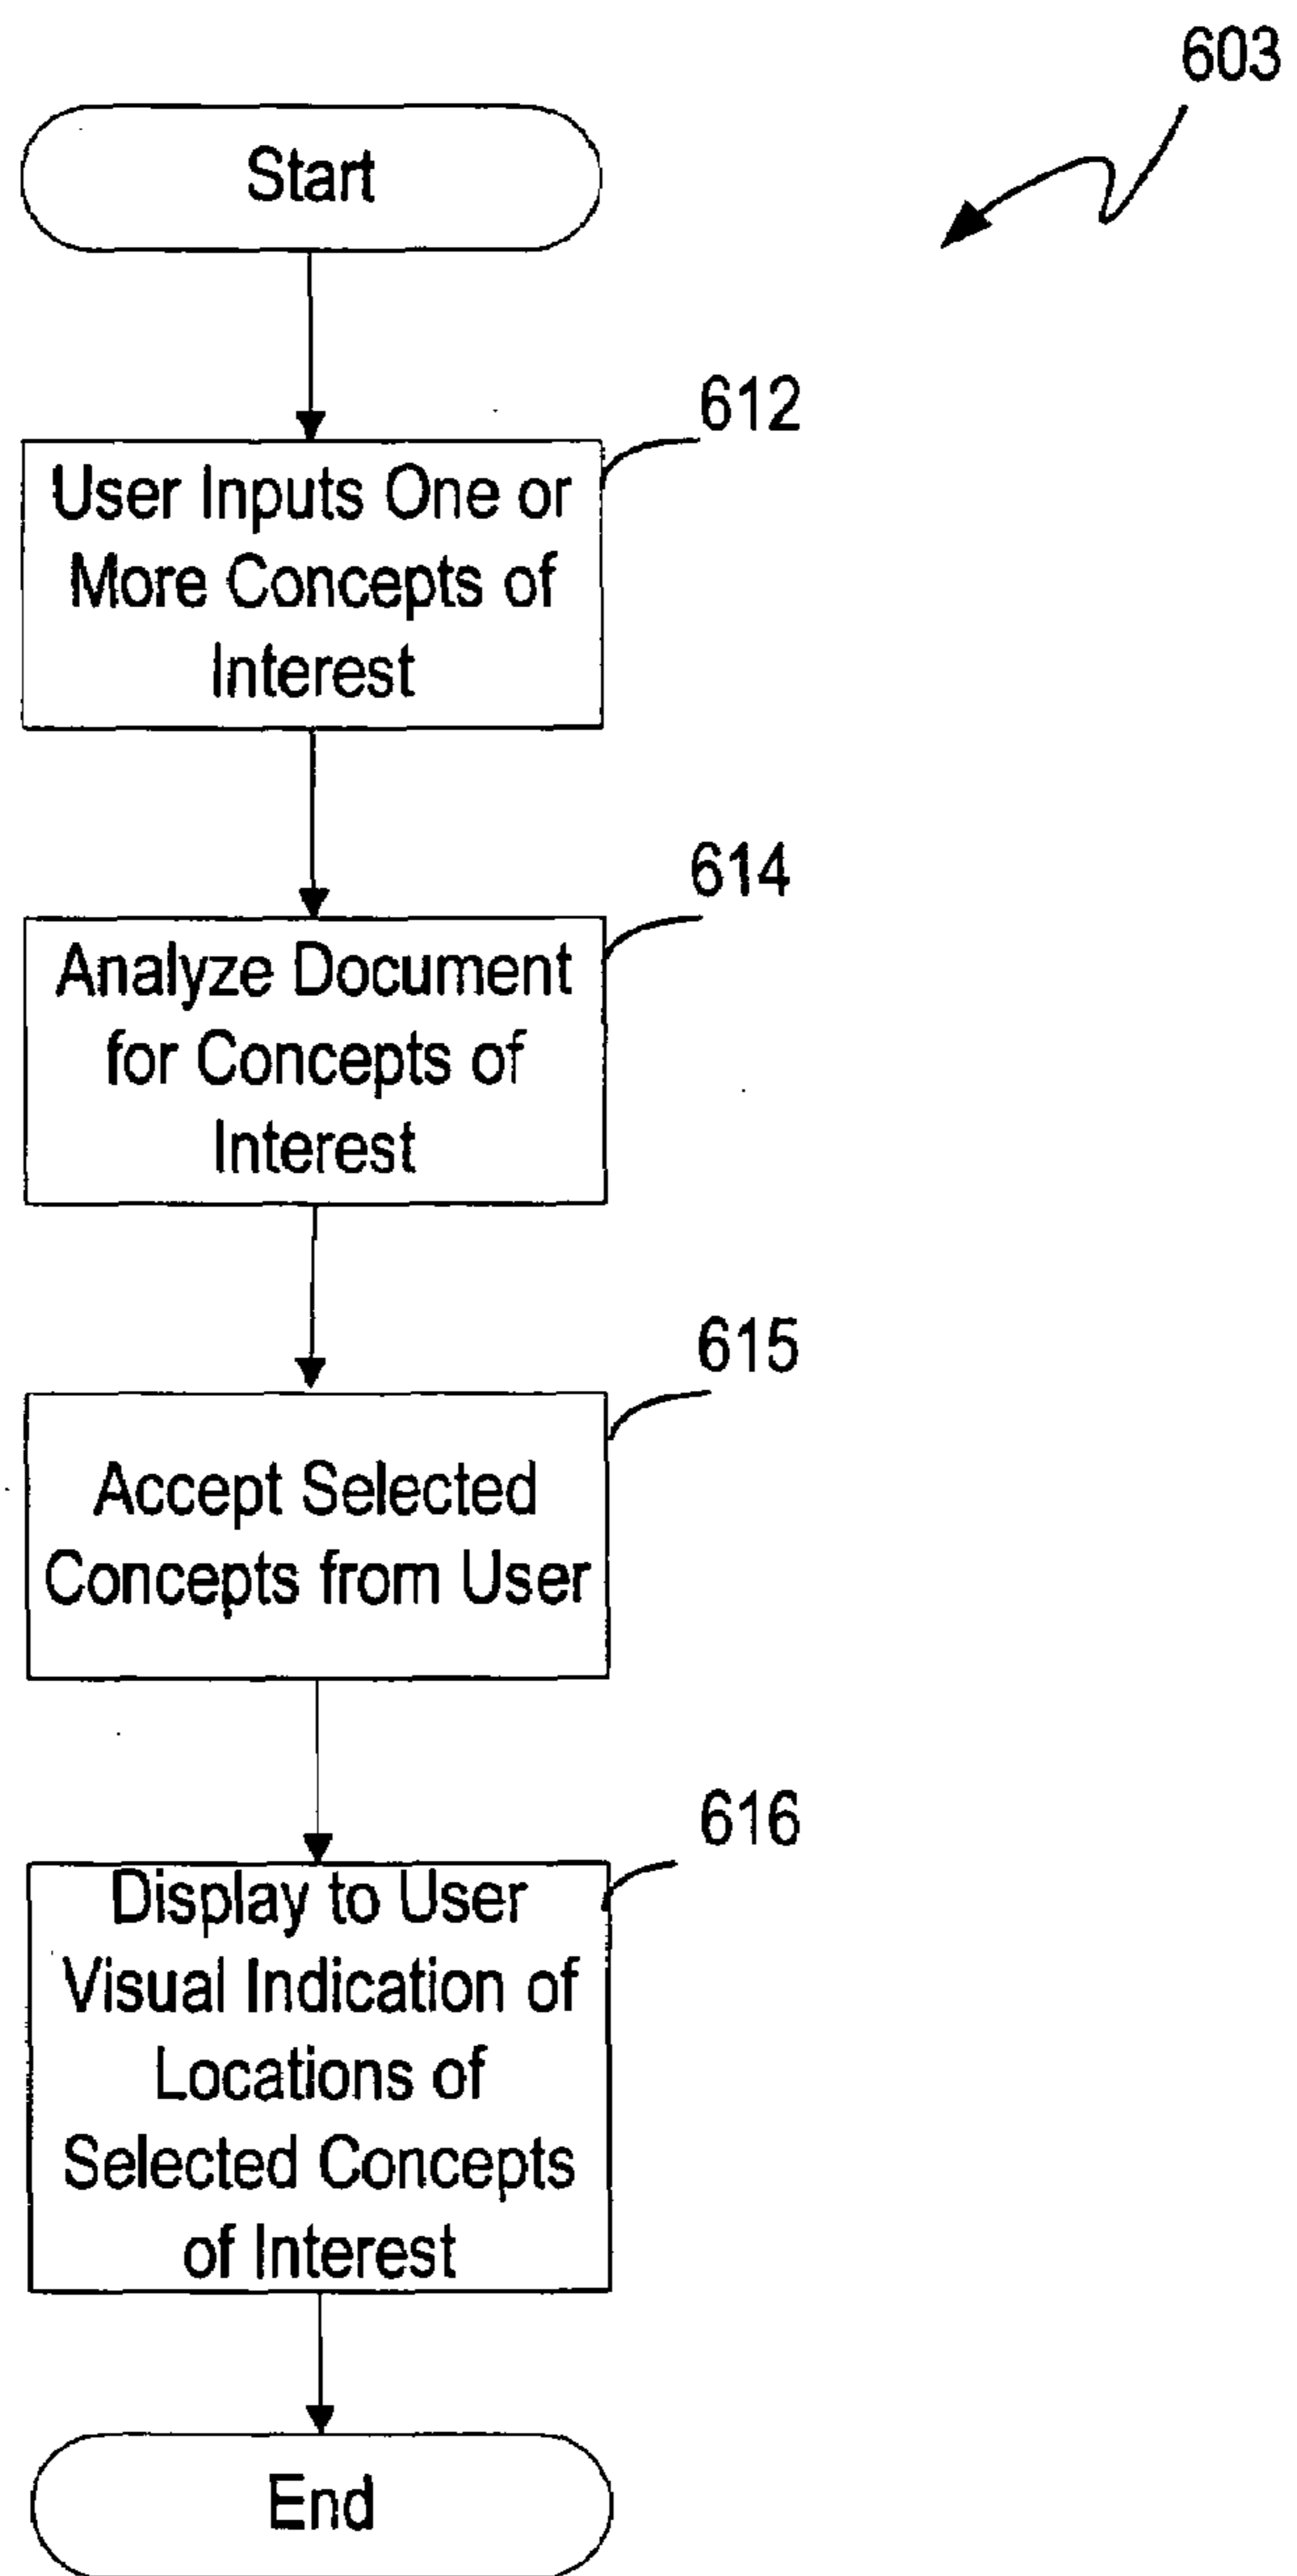 603
Start
612
User Inputs One or
More Concepts of
Interest
614
Analyze Document
for Concepts of
Interest
615
Accept Selected
Concepts from User
616
Display to User
Visual Indication of
Locations of
Selected Concepts
of Interest
End